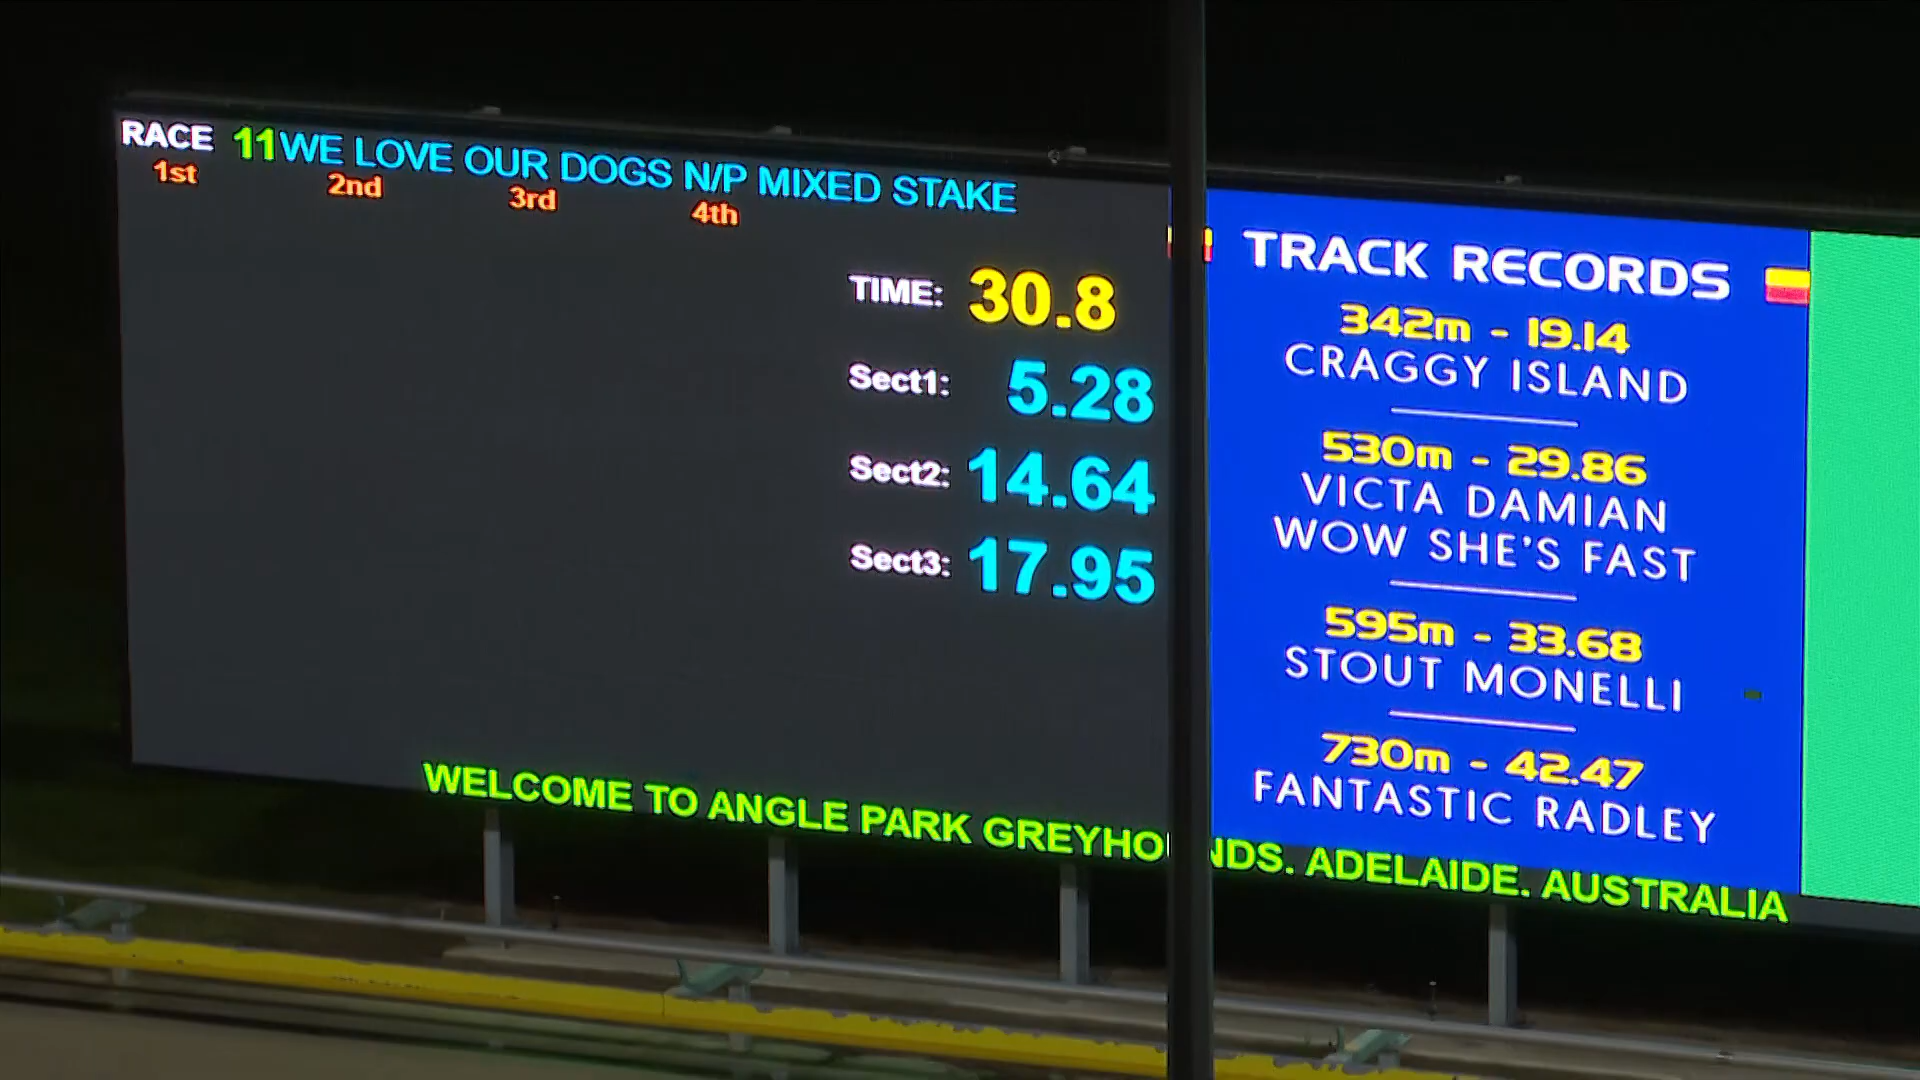 RACE 11 WE LOVE OUR DOGS N/P MIXED STAKE
1st 2nd 3rd 4th
TIME: 30.8
Sect1: 5.28
Sect2: 14.64
Sect3: 17.95
TRACK RECORDS
342m - 19.14
CRAGGY ISLAND
530m - 29.86
VICTA DAMIAN
WOW SHE'S FAST
595m - 33.68
STOUT MONELLI
730m - 42.47
FANTASTIC RADLEY
WELCOME TO ANGLE PARK GREYHOUNDS. ADELAIDE. AUSTRALIA